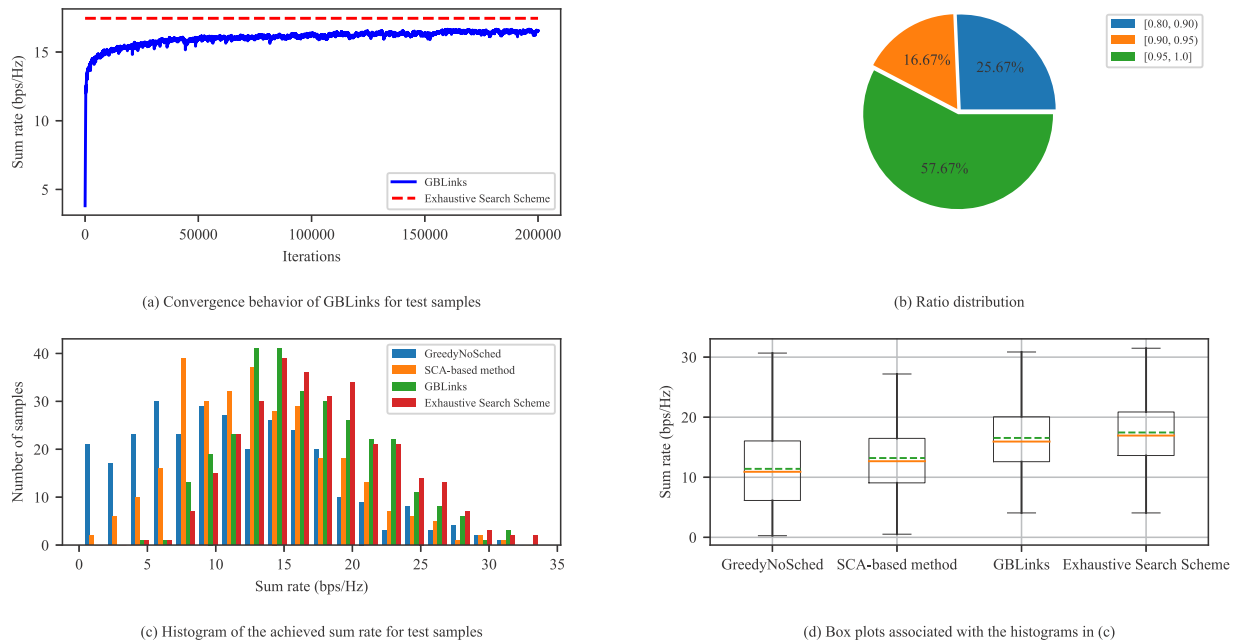 15
10
5
Sum rate (bps/Hz)
GBLinks
Exhaustive Search Scheme
0
50000
100000
150000
200000
Iterations
(a) Convergence behavior of GBLinks for test samples
[0.80, 0.90)
[0.90, 0.95)
[0.95, 1.0]
16.67%
25.67%
57.67%
(b) Ratio distribution
40
30
20
10
0
Number of samples
GreedyNoSched
SCA-based method
GBLinks
Exhaustive Search Scheme
0
5
10
15
20
25
30
35
Sum rate (bps/Hz)
(c) Histogram of the achieved sum rate for test samples
30
20
10
0
Sum rate (bps/Hz)
GreedyNoSched
SCA-based method
GBLinks
Exhaustive Search Scheme
(d) Box plots associated with the histograms in (c)